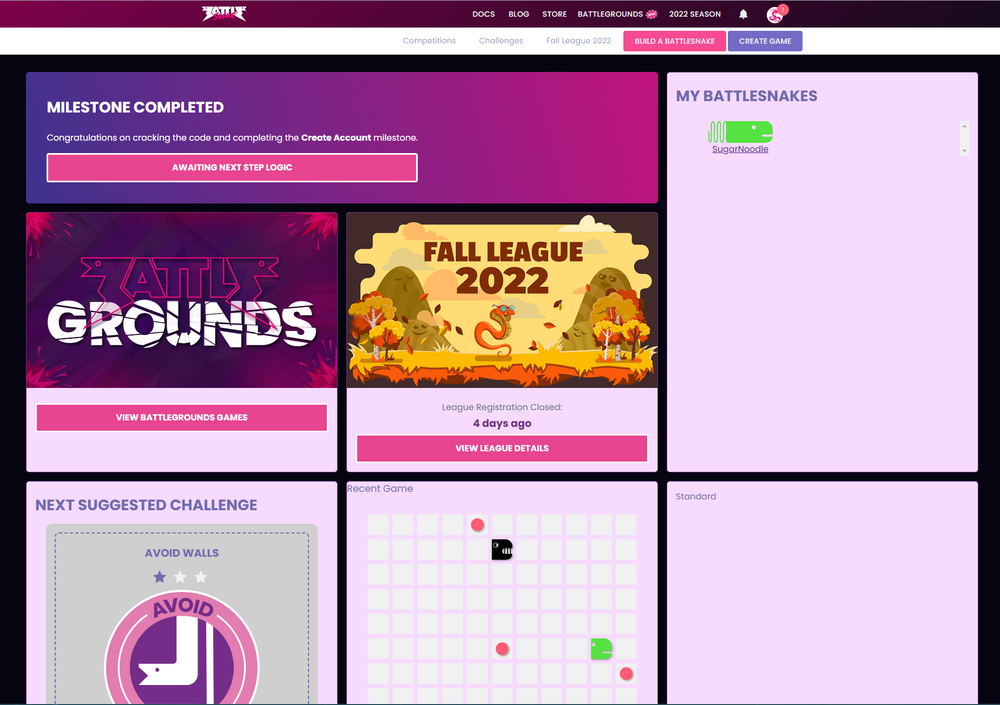 BATTLE
SNAKE
DOCS
BLOG
STORE
BATTLEGROUNDS
2022 SEASON
Competitions
Challenges
Fall League 2022
BUILD A BATTLESNAKE
CREATE GAME
MILESTONE COMPLETED
Congratulations on cracking the code and completing the Create Account milestone.
AWAITING NEXT STEP LOGIC
MY BATTLESNAKES
SugarNoodle
BATTLE
GROUNDS
VIEW BATTLEGROUNDS GAMES
FALL LEAGUE
2022
League Registration Closed:
4 days ago
VIEW LEAGUE DETAILS
NEXT SUGGESTED CHALLENGE
AVOID WALLS
AVOID
Recent Game
Standard